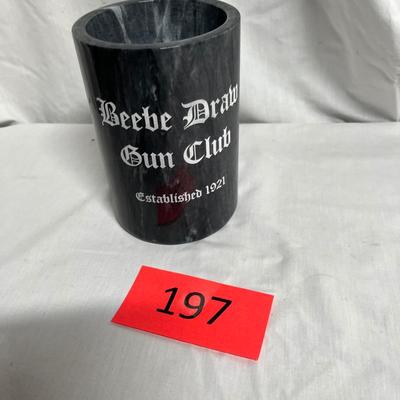 Beebe Draw
Gun Club
Established 1921
197